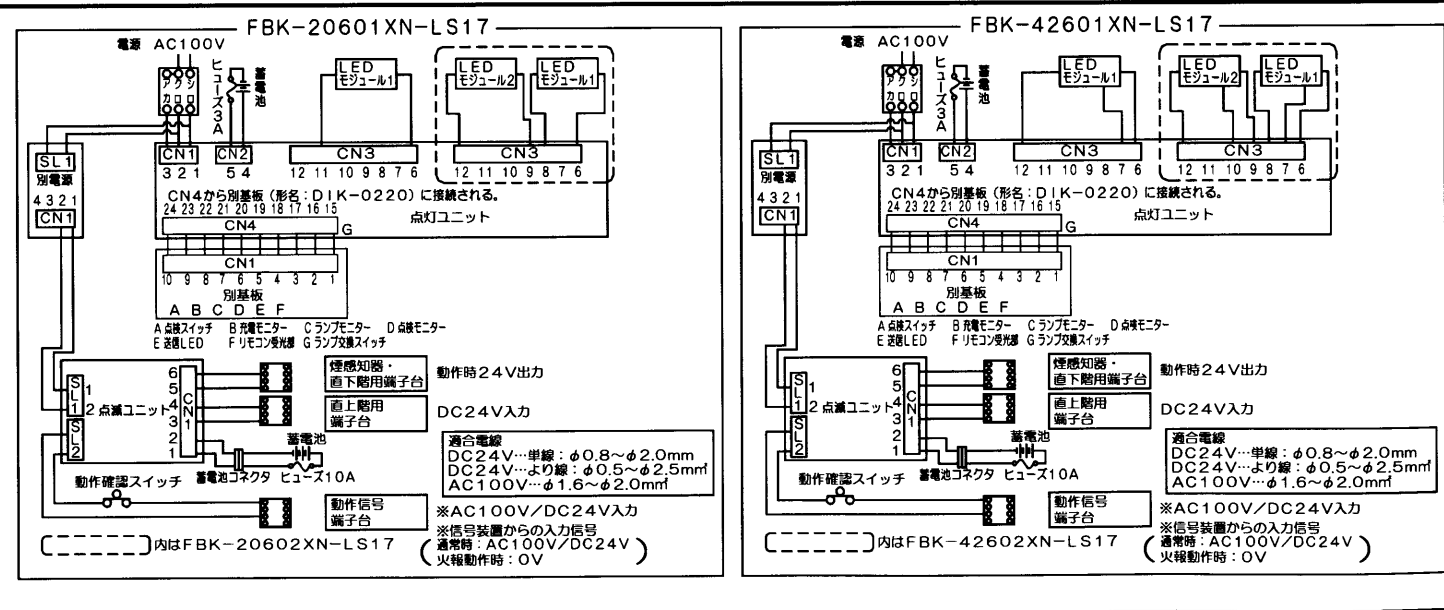 FBK-20601XN-LS17
電源 AC100V
アカ
クロ
シロ
ヒューズ3A
蓄電池
LED
モジュール1
LED
モジュール2
LED
モジュール1
SL1
別電源
4321
CN1
CN1
321
CN2
54
CN3
12 11 10 9 8 7 6
CN3
12 11 10 9 8 7 6
CN4から別基板(形名:DIK-0220)に接続される。
24 23 22 21 20 19 18 17 16 15
CN4
G
点灯ユニット
CN1
10 9 8 7 6 5 4 3 2 1
別基板
A B C D E F
A 点検スイッチ B 充電モニター C ランプモニター D 点検モニター
E 送信LED F リモコン受光部 G ランプ交換スイッチ
SL1
1
2
SL2
点滅ユニット
6
5
4
3
2
1
CN1
煙感知器・
直下階用端子台
動作時24V出力
直上階用
端子台
DC24V入力
蓄電池
蓄電池コネクタ ヒューズ10A
適合電線
DC24V…単線:φ0.8~φ2.0mm
DC24V…より線:φ0.5~φ2.5mm²
AC100V…φ1.6~φ2.0mm²
動作確認スイッチ
動作信号
端子台
※AC100V/DC24V入力
※信号装置からの入力信号
(通常時:AC100V/DC24V
火報動作時:0V)
内はFBK-20602XN-LS17
FBK-42601XN-LS17
電源 AC100V
アカ
クロ
シロ
ヒューズ3A
蓄電池
LED
モジュール1
LED
モジュール2
LED
モジュール1
SL1
別電源
4321
CN1
CN1
321
CN2
54
CN3
12 11 10 9 8 7 6
CN3
12 11 10 9 8 7 6
CN4から別基板(形名:DIK-0220)に接続される。
24 23 22 21 20 19 18 17 16 15
CN4
G
点灯ユニット
CN1
10 9 8 7 6 5 4 3 2 1
別基板
A B C D E F
A 点検スイッチ B 充電モニター C ランプモニター D 点検モニター
E 送信LED F リモコン受光部 G ランプ交換スイッチ
SL1
1
2
SL2
点滅ユニット
6
5
4
3
2
1
CN1
煙感知器・
直下階用端子台
動作時24V出力
直上階用
端子台
DC24V入力
蓄電池
蓄電池コネクタ ヒューズ10A
適合電線
DC24V…単線:φ0.8~φ2.0mm
DC24V…より線:φ0.5~φ2.5mm²
AC100V…φ1.6~φ2.0mm²
動作確認スイッチ
動作信号
端子台
※AC100V/DC24V入力
※信号装置からの入力信号
(通常時:AC100V/DC24V
火報動作時:0V)
内はFBK-42602XN-LS17